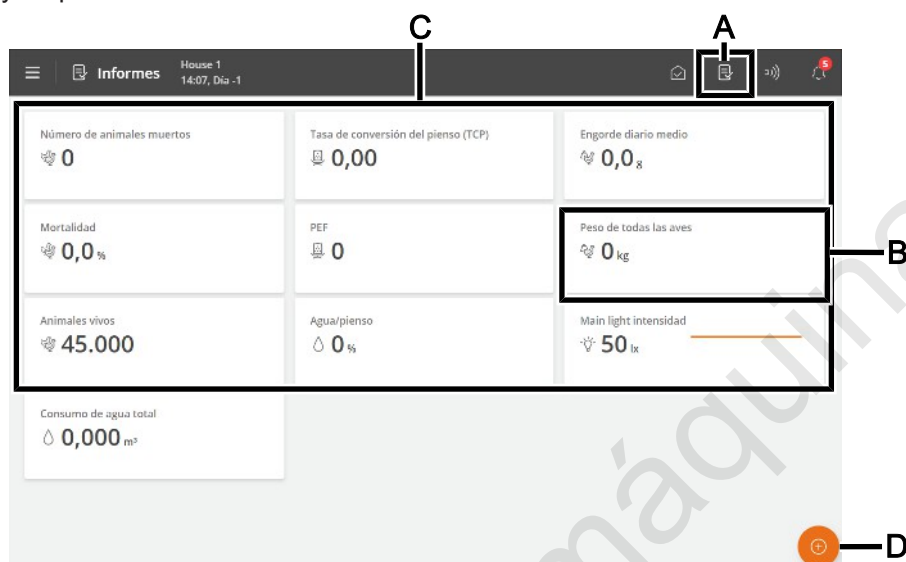 C
A
Informes
House 1
14:07, Día -1
5
Número de animales muertos
0
Tasa de conversión del pienso (TCP)
0,00
Engorde diario medio
0,0 g
Mortalidad
0,0 %
PEF
0
Peso de todas las aves
0 kg
B
Animales vivos
45.000
Agua/pienso
0 %
Main light intensidad
50 lx
Consumo de agua total
0,000 m³
D
máquina